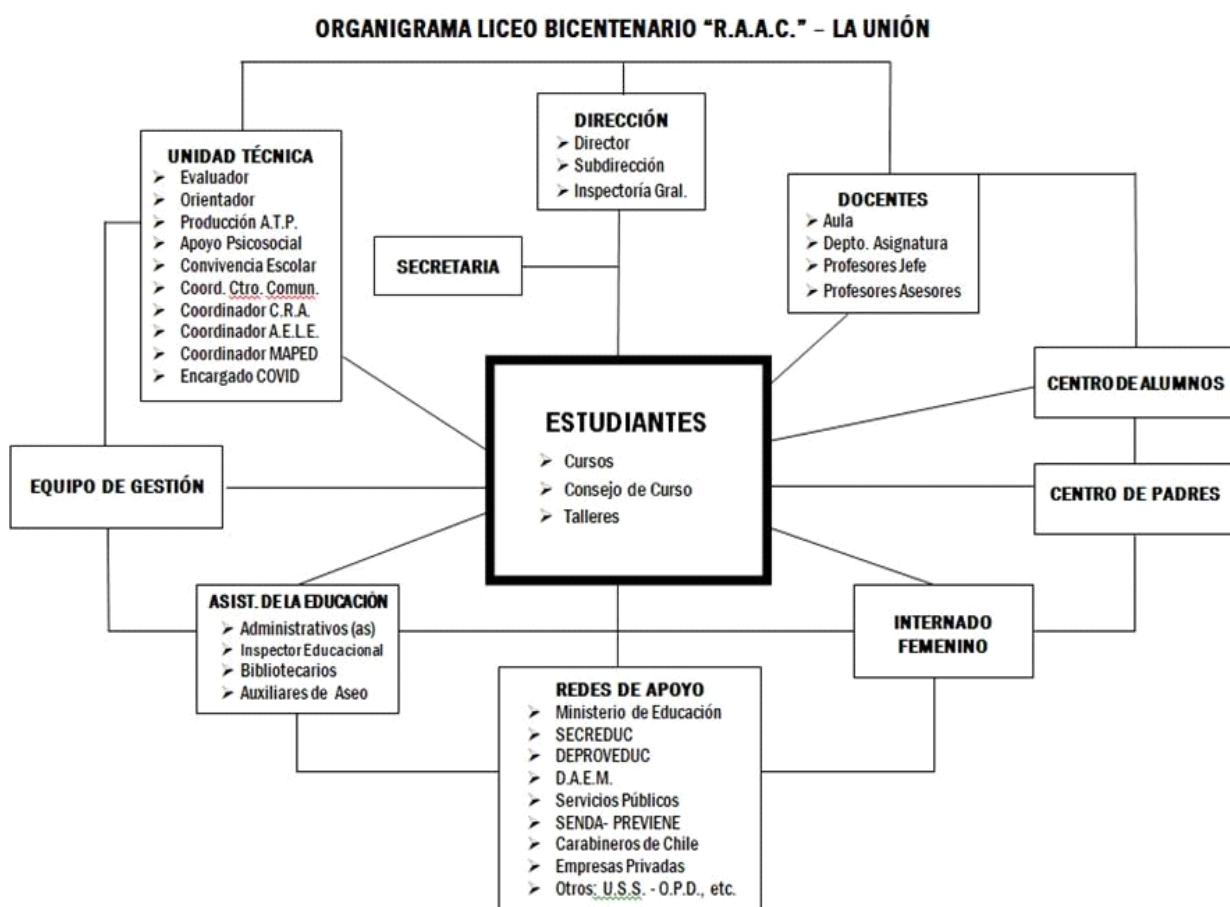 ORGANIGRAMA LICEO BICENTENARIO "R.A.A.C." – LA UNIÓN
DIRECCIÓN
➢ Director
➢ Subdirección
➢ Inspectoría Gral.
UNIDAD TÉCNICA
➢ Evaluador
➢ Orientador
➢ Producción A.T.P.
➢ Apoyo Psicosocial
➢ Convivencia Escolar
➢ Coord. Ctro. Comun.
➢ Coordinador C.R.A.
➢ Coordinador A.E.L.E.
➢ Coordinador MAPED
➢ Encargado COVID
DOCENTES
➢ Aula
➢ Depto. Asignatura
➢ Profesores Jefe
➢ Profesores Asesores
SECRETARIA
ESTUDIANTES
➢ Cursos
➢ Consejo de Curso
➢ Talleres
CENTRO DE ALUMNOS
EQUIPO DE GESTIÓN
CENTRO DE PADRES
ASIST. DE LA EDUCACIÓN
➢ Administrativos (as)
➢ Inspector Educacional
➢ Bibliotecarios
➢ Auxiliares de Aseo
INTERNADO
FEMENINO
REDES DE APOYO
➢ Ministerio de Educación
➢ SECREDUC
➢ DEPROVEDUC
➢ D.A.E.M.
➢ Servicios Públicos
➢ SENDA- PREVIENE
➢ Carabineros de Chile
➢ Empresas Privadas
➢ Otros: U.S.S. - O.P.D., etc.